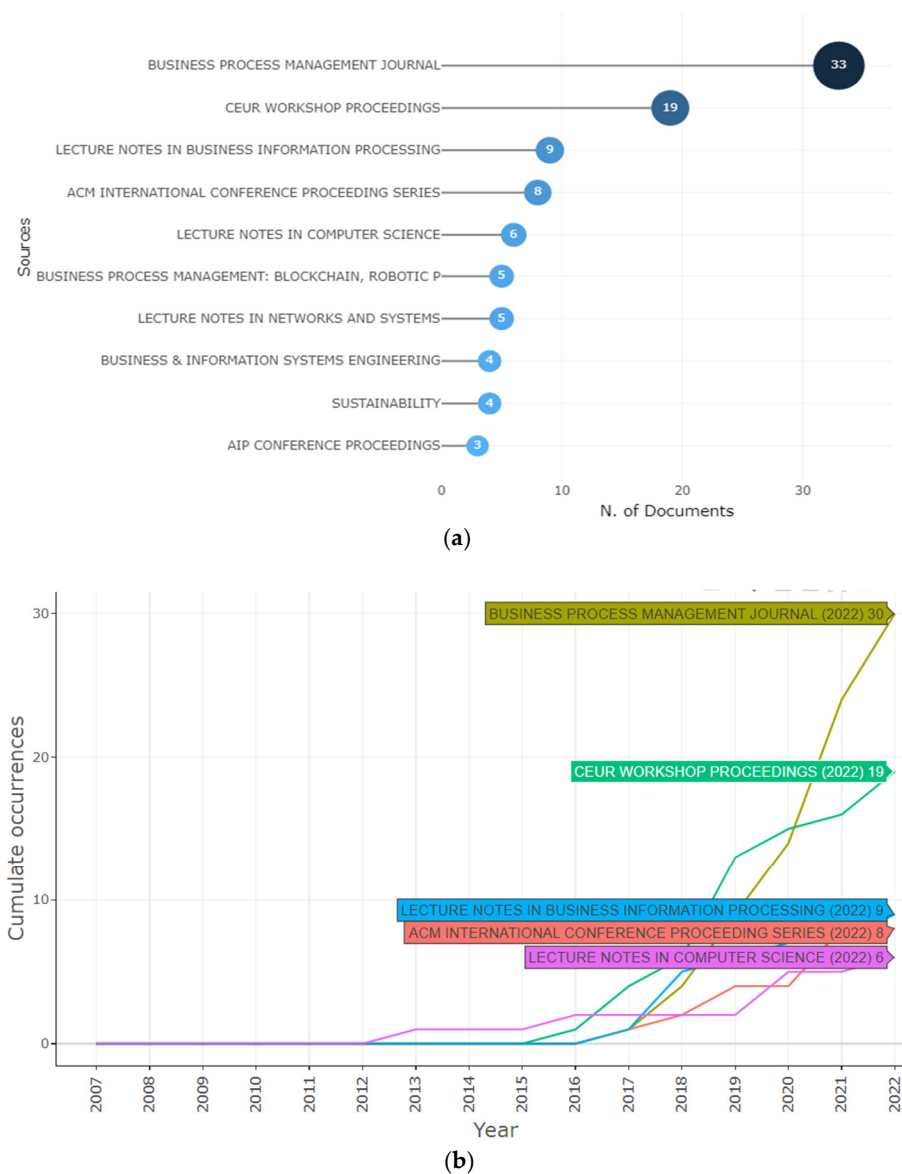 BUSINESS PROCESS MANAGEMENT JOURNAL
33
CEUR WORKSHOP PROCEEDINGS
19
LECTURE NOTES IN BUSINESS INFORMATION PROCESSING
9
ACM INTERNATIONAL CONFERENCE PROCEEDING SERIES
8
LECTURE NOTES IN COMPUTER SCIENCE
6
BUSINESS PROCESS MANAGEMENT: BLOCKCHAIN, ROBOTIC P
5
LECTURE NOTES IN NETWORKS AND SYSTEMS
5
BUSINESS & INFORMATION SYSTEMS ENGINEERING
4
SUSTAINABILITY
4
AIP CONFERENCE PROCEEDINGS
3
Sources
0 10 20 30
N. of Documents
(a)
30
BUSINESS PROCESS MANAGEMENT JOURNAL (2022) 30
20
CEUR WORKSHOP PROCEEDINGS (2022) 19
10
LECTURE NOTES IN BUSINESS INFORMATION PROCESSING (2022) 9
ACM INTERNATIONAL CONFERENCE PROCEEDING SERIES (2022) 8
LECTURE NOTES IN COMPUTER SCIENCE (2022) 6
0
Cumulate occurrences
2007 2008 2009 2010 2011 2012 2013 2014 2015 2016 2017 2018 2019 2020 2021 2022
Year
(b)